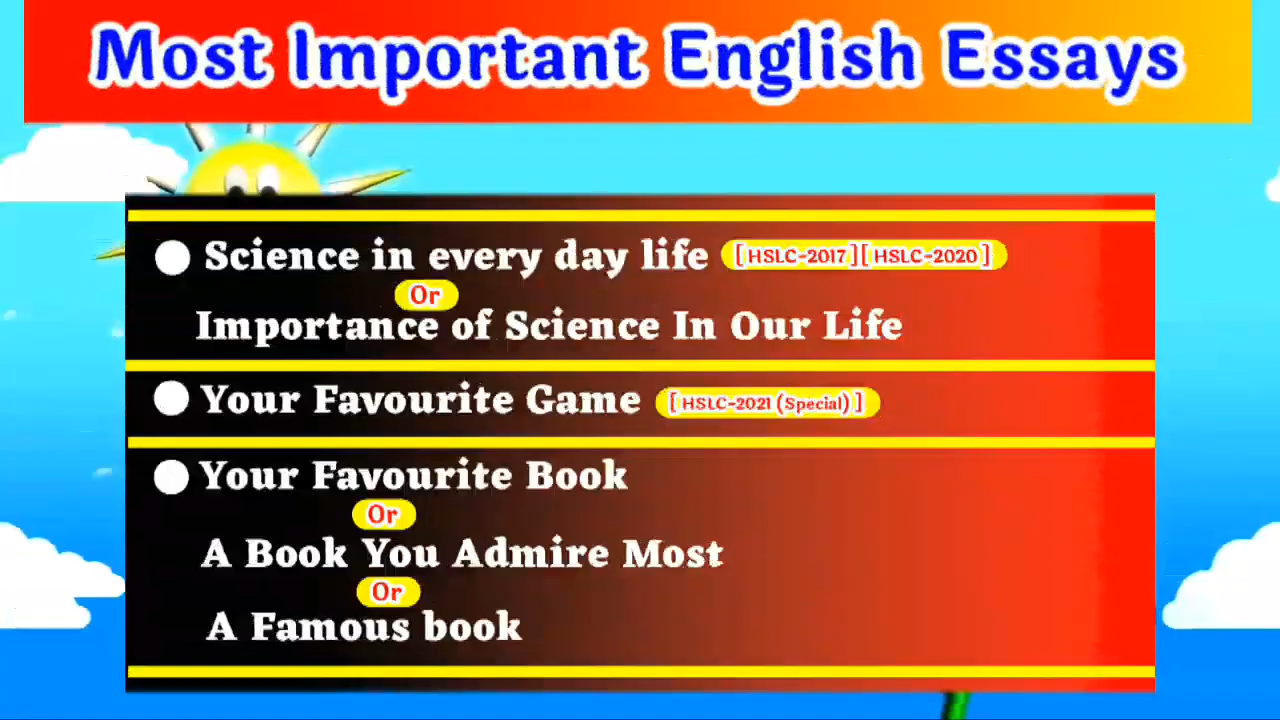 Most Important English Essays
Science in every day life [HSLC-2017][HSLC-2020]
Or
Importance of Science In Our Life
Your Favourite Game [HSLC-2021 (Special)]
Your Favourite Book
Or
A Book You Admire Most
Or
A Famous book